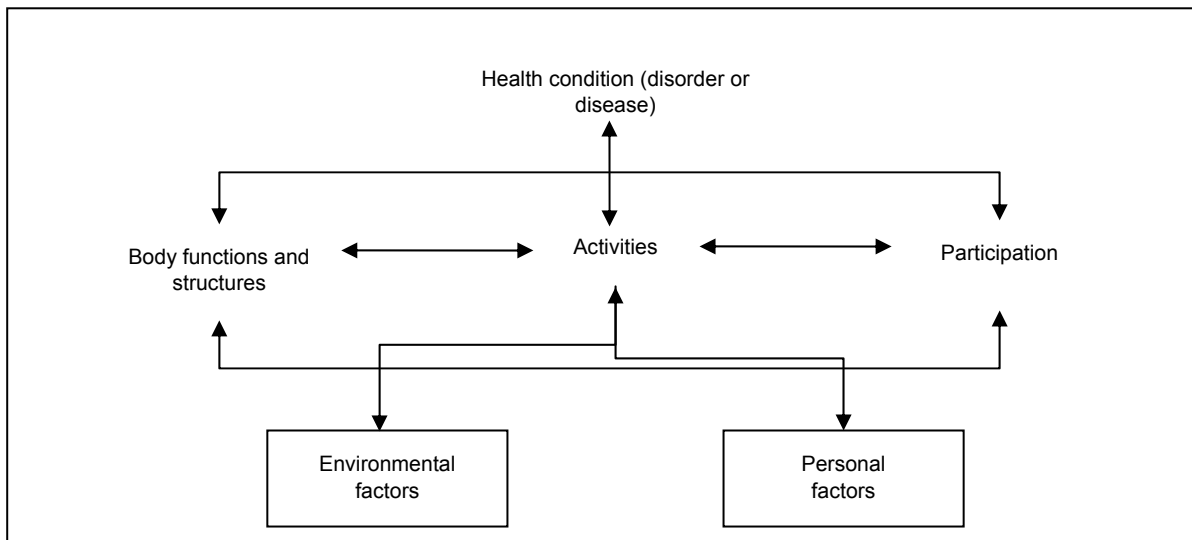 Health condition (disorder or
disease)
Body functions and
structures
Activities
Participation
Environmental
factors
Personal
factors